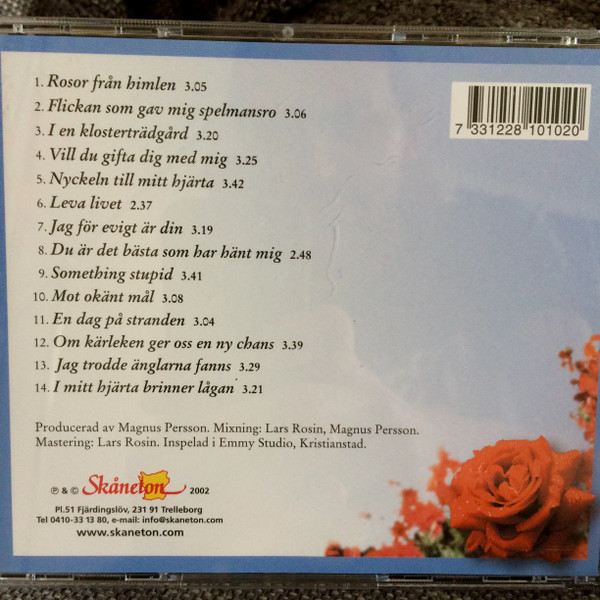 1. Rosor från himlen 3.05
2. Flickan som gav mig spelmansro 3.06
3. I en klosterträdgård 3.20
4. Vill du gifta dig med mig 3.25
5. Nyckeln till mitt hjärta 3.42
6. Leva livet 2.37
7. Jag för evigt är din 3.19
8. Du är det bästa som har hänt mig 2.48
9. Something stupid 3.41
10. Mot okänt mål 3.08
11. En dag på stranden 3.04
12. Om kärleken ger oss en ny chans 3.39
13. Jag trodde änglarna fanns 3.29
14. I mitt hjärta brinner lågan 3.21
7 331228 101020
Producerad av Magnus Persson. Mixning: Lars Rosin, Magnus Persson.
Mastering: Lars Rosin. Inspelad i Emmy Studio, Kristianstad.
℗ & © Skåneton 2002
Pl.51 Fjärdingslöv, 231 91 Trelleborg
Tel 0410-33 13 80, e-mail: info@skaneton.com
www.skaneton.com